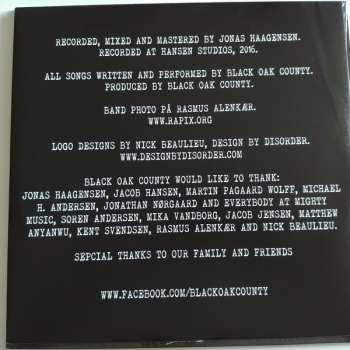 RECORDED, MIXED AND MASTERED BY JONAS HAAGENSEN.
RECORDED AT HANSEN STUDIOS, 2016.
ALL SONGS WRITTEN AND PERFORMED BY BLACK OAK COUNTY.
PRODUCED BY BLACK OAK COUNTY.
BAND PHOTO PÅ RASMUS ALENKÆR.
WWW.RAPIX.ORG
LOGO DESIGNS BY NICK BEAULIEU, DESIGN BY DISORDER.
WWW.DESIGNBYDISORDER.COM
BLACK OAK COUNTY WOULD LIKE TO THANK:
JONAS HAAGENSEN, JACOB HANSEN, MARTIN PAGAARD WOLFF, MICHAEL
H. ANDERSEN, JONATHAN NØRGAARD AND EVERYBODY AT MIGHTY
MUSIC, SOREN ANDERSEN, MIKA VANDBORG, JACOB JENSEN, MATTHEW
ANYANWU, KENT SVENDSEN, RASMUS ALENKÆR AND NICK BEAULIEU.
SEPCIAL THANKS TO OUR FAMILY AND FRIENDS
WWW.FACEBOOK.COM/BLACKOAKCOUNTY